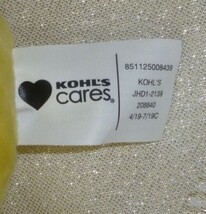 KOHL'S
cares®
851125008439
KOHL'S
JHD1-2139
208840
4/19-7/19C